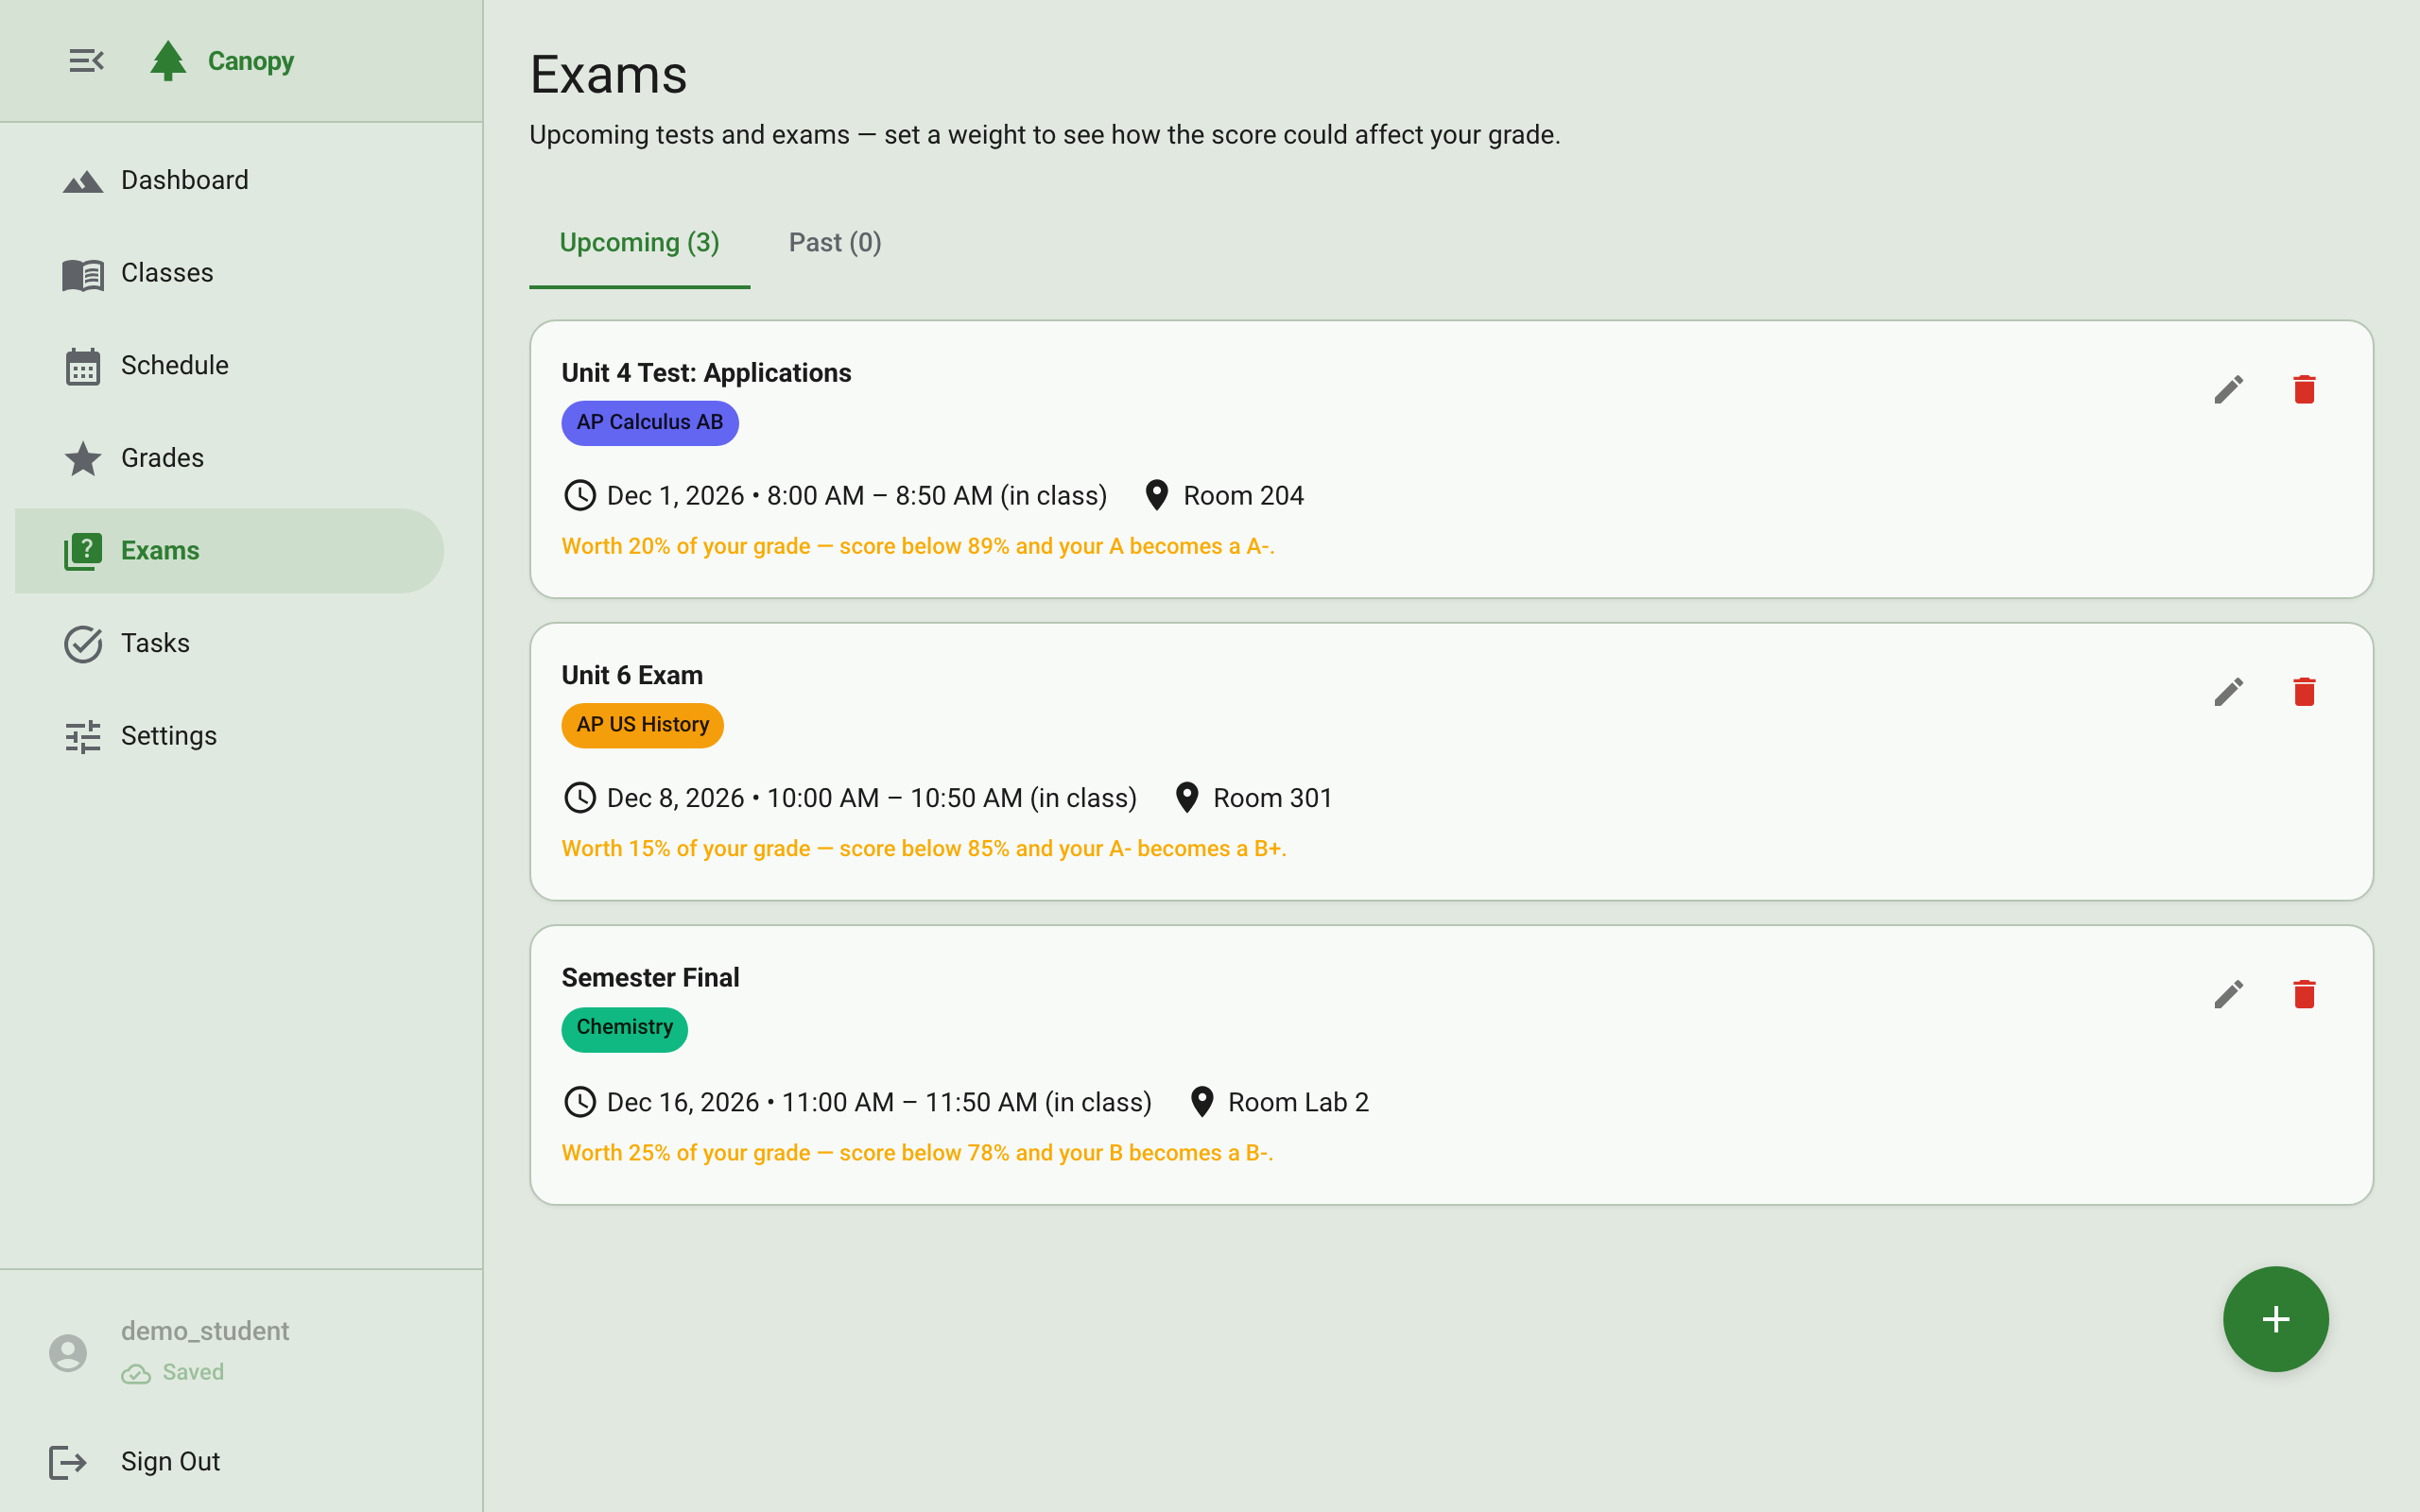 Canopy
Dashboard
Classes
Schedule
Grades
Exams
Tasks
Settings
demo_student
Saved
Sign Out
Exams
Upcoming tests and exams — set a weight to see how the score could affect your grade.
Upcoming (3) Past (0)
Unit 4 Test: Applications
AP Calculus AB
Dec 1, 2026 • 8:00 AM – 8:50 AM (in class) Room 204
Worth 20% of your grade — score below 89% and your A becomes a A-.
Unit 6 Exam
AP US History
Dec 8, 2026 • 10:00 AM – 10:50 AM (in class) Room 301
Worth 15% of your grade — score below 85% and your A- becomes a B+.
Semester Final
Chemistry
Dec 16, 2026 • 11:00 AM – 11:50 AM (in class) Room Lab 2
Worth 25% of your grade — score below 78% and your B becomes a B-.